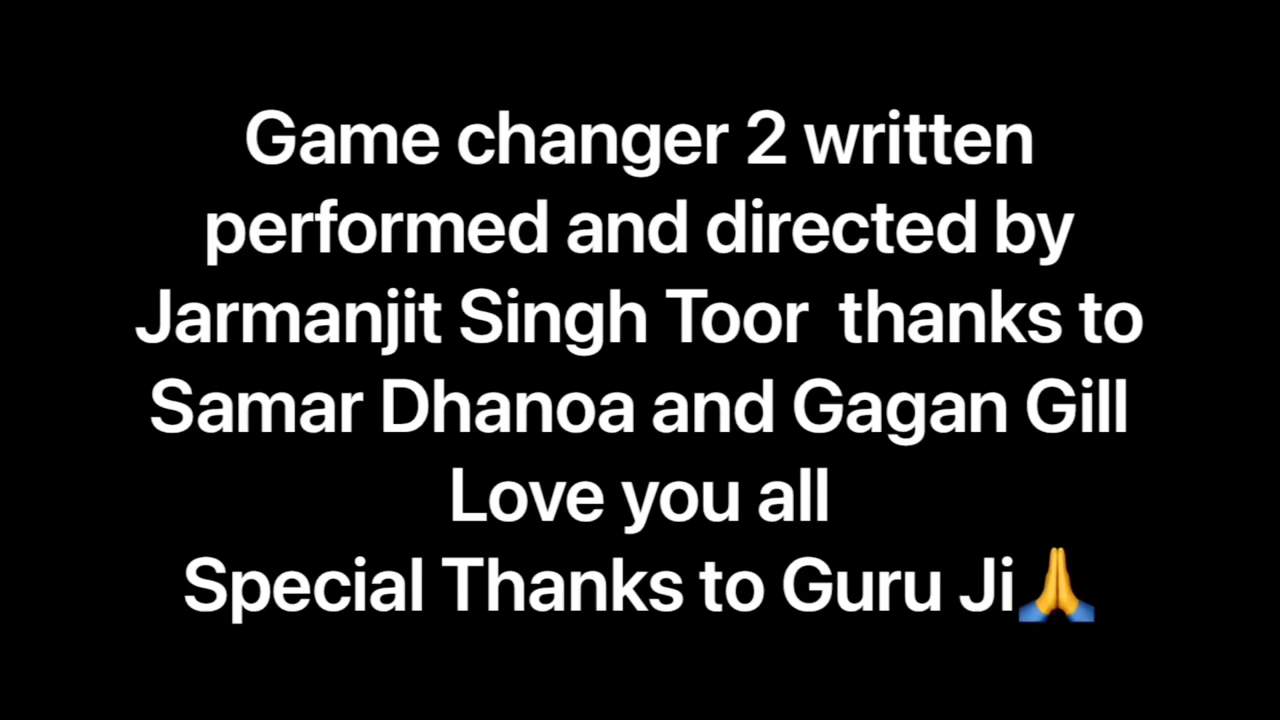 Game changer 2 written
performed and directed by
Jarmanjit Singh Toor  thanks to
Samar Dhanoa and Gagan Gill
Love you all
Special Thanks to Guru Ji🙏